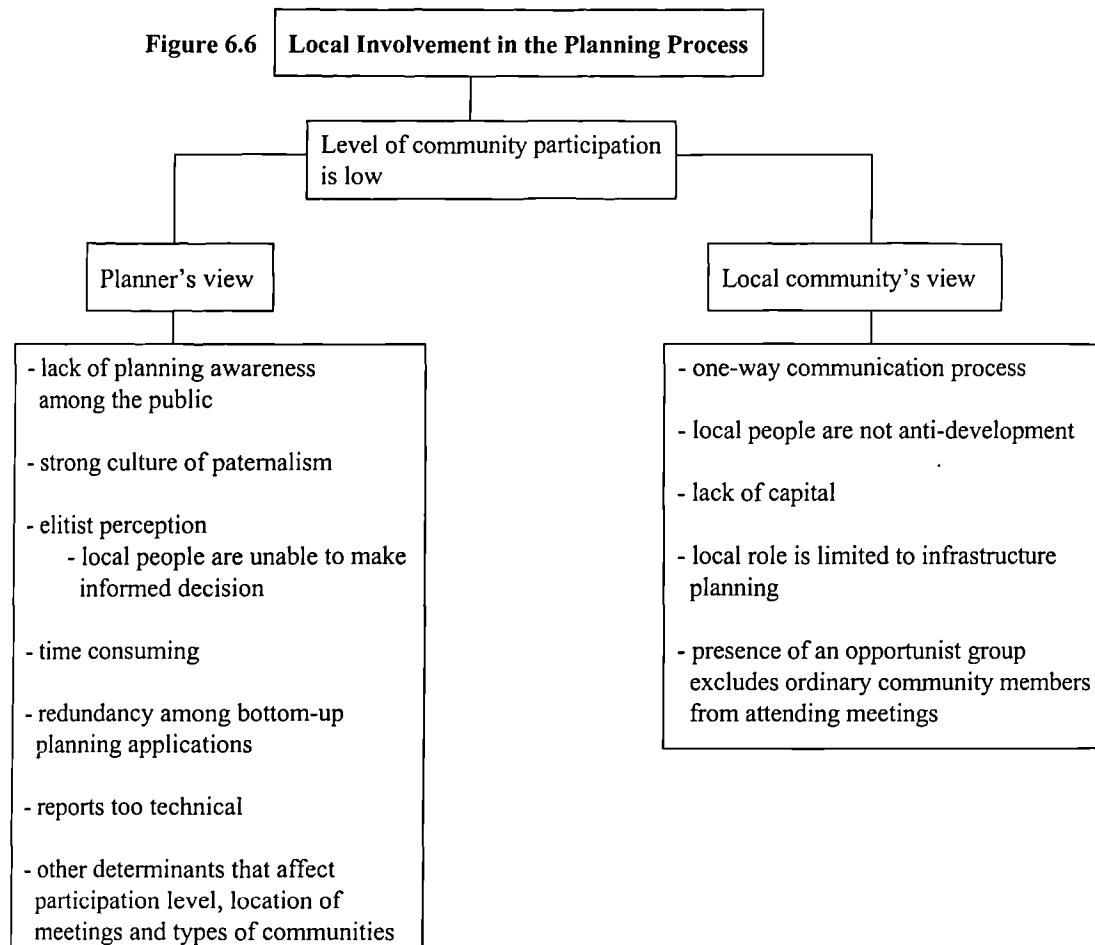 Figure 6.6 Local Involvement in the Planning Process
Level of community participation
is low
Planner's view
- lack of planning awareness
among the public
- strong culture of paternalism
- elitist perception
- local people are unable to make
informed decision
- time consuming
- redundancy among bottom-up
planning applications
- reports too technical
- other determinants that affect
participation level, location of
meetings and types of communities
Local community's view
- one-way communication process
- local people are not anti-development
- lack of capital
- local role is limited to infrastructure
planning
- presence of an opportunist group
excludes ordinary community members
from attending meetings